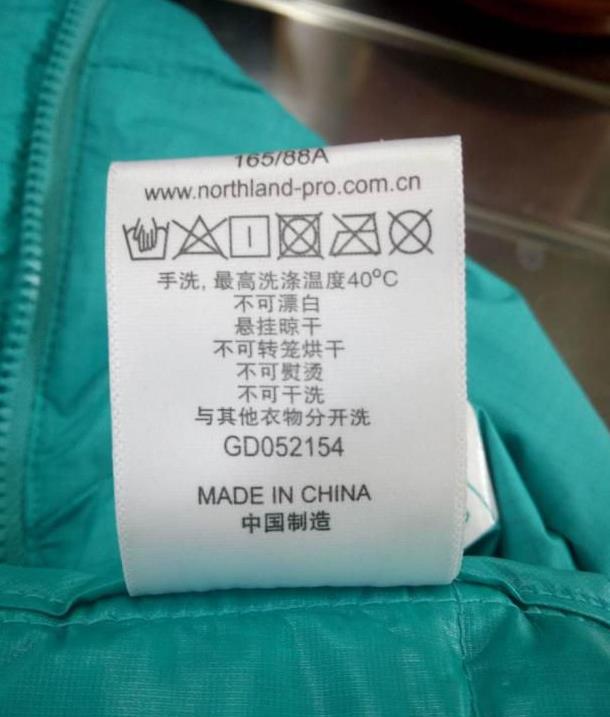 165/88A
www.northland-pro.com.cn
手洗, 最高洗涤温度40°C
不可漂白
悬挂晾干
不可转笼烘干
不可熨烫
不可干洗
与其他衣物分开洗
GD052154
MADE IN CHINA
中国制造